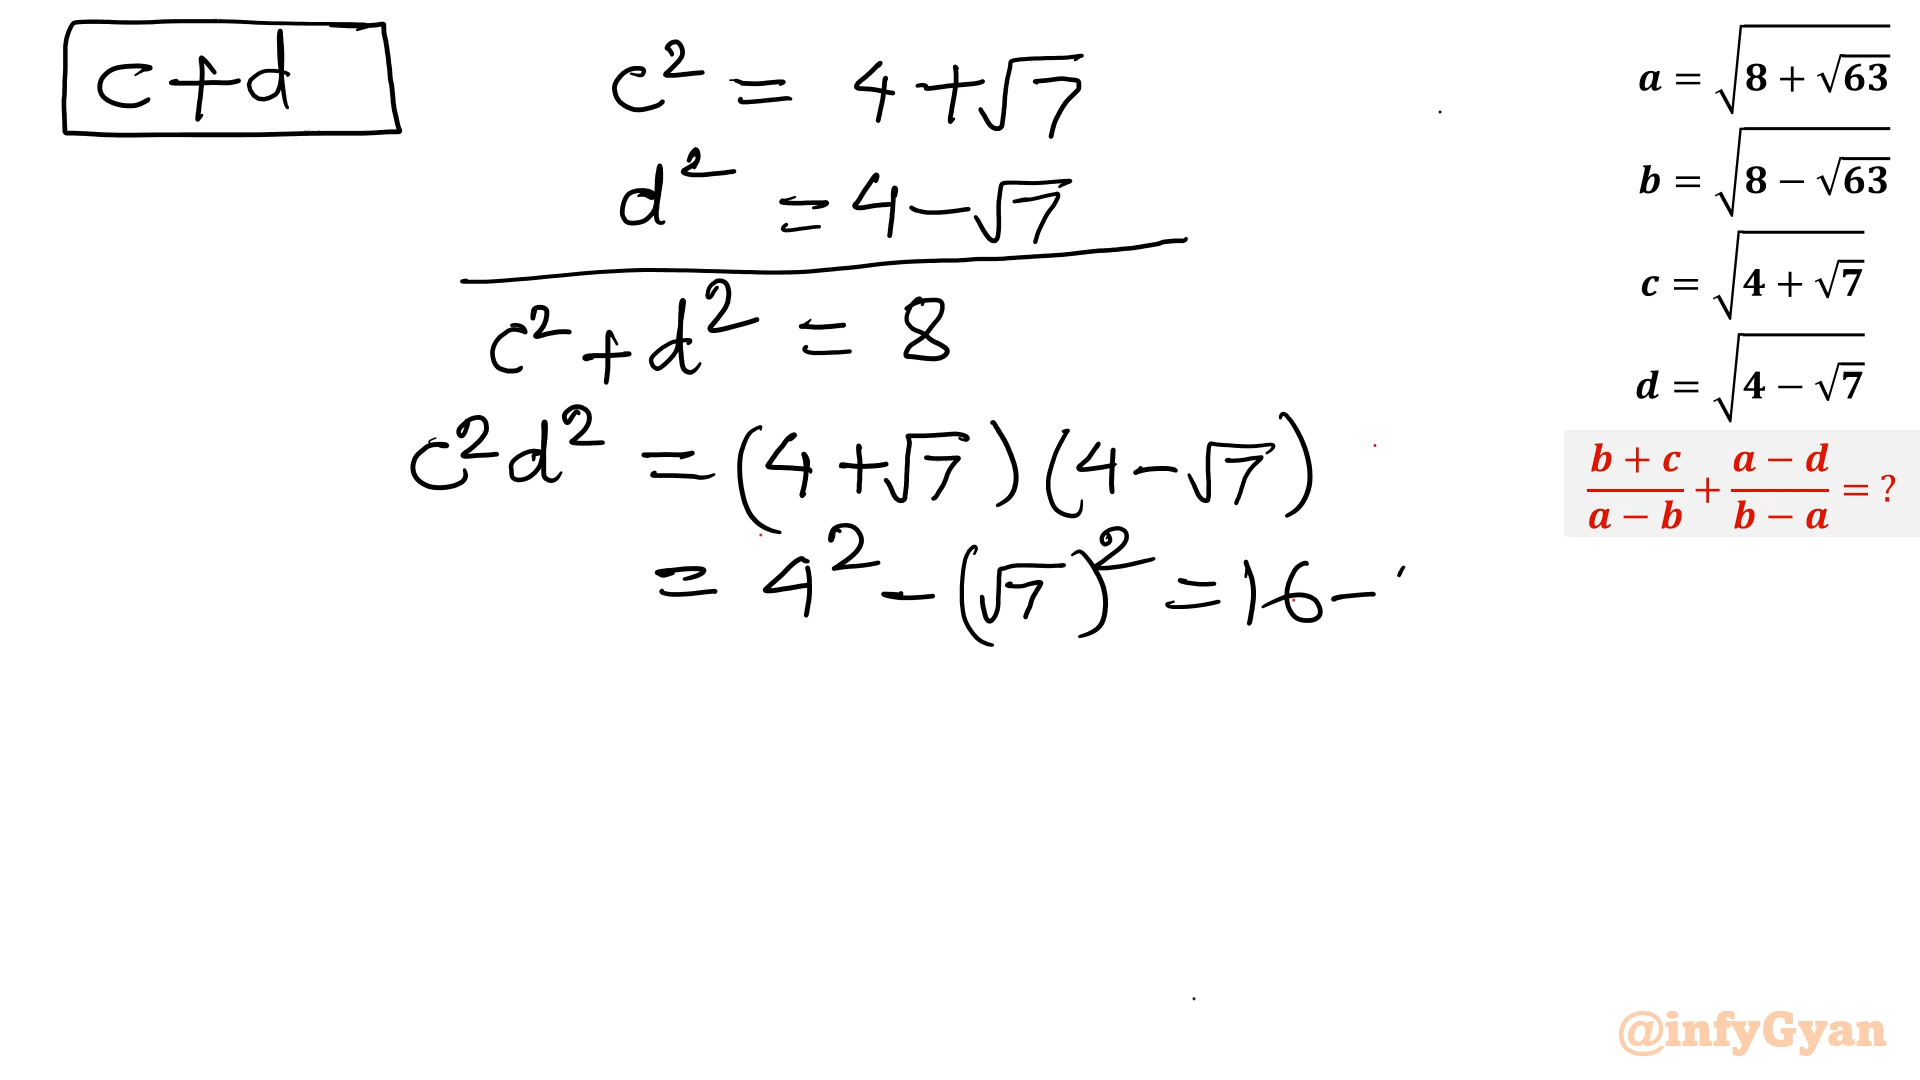 c+d
c² = 4+√7
d² = 4-√7
c²+d² = 8
c²d² = (4+√7)(4-√7)
= 4²-(√7)² = 16-
a = √(8 + √63)
b = √(8 − √63)
c = √(4 + √7)
d = √(4 − √7)
(b + c)/(a − b) + (a − d)/(b − a) = ?
@infyGyan